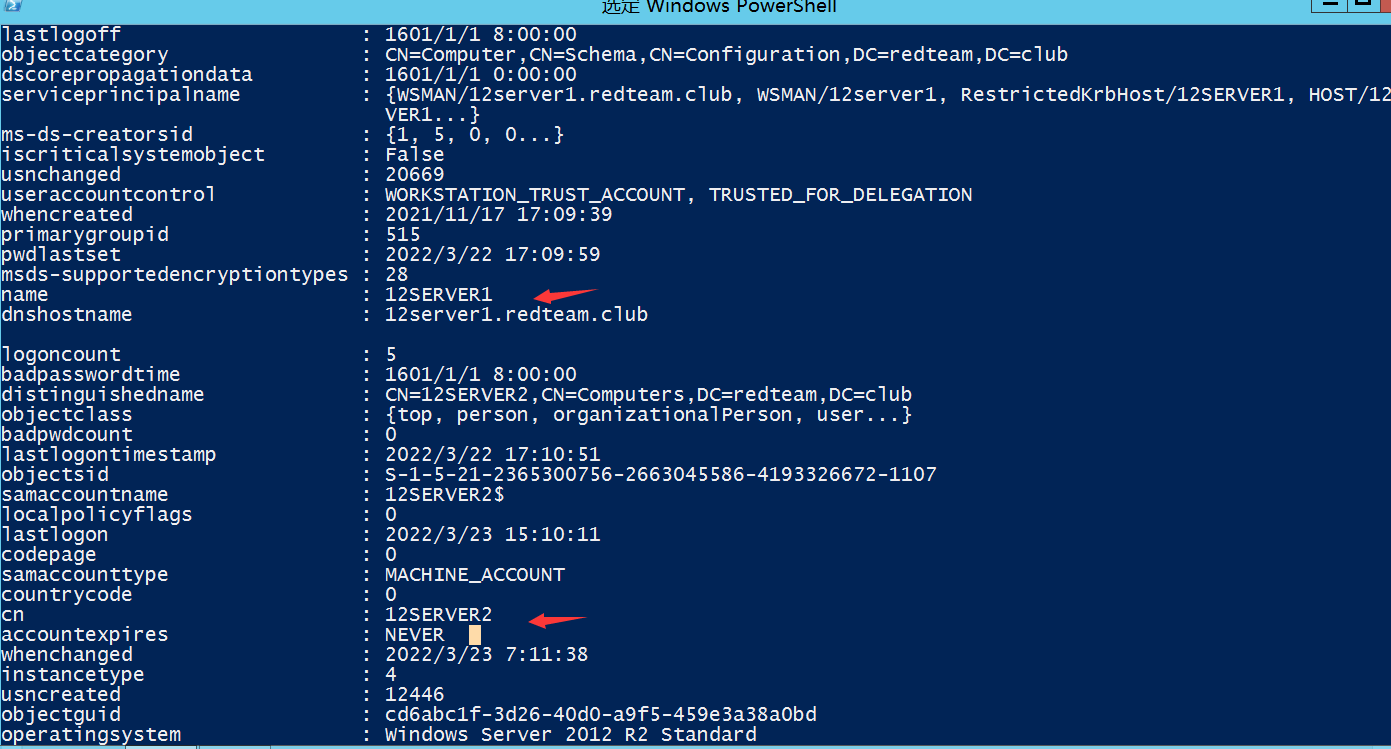 选定 Windows PowerShell
lastlogoff : 1601/1/1 8:00:00
objectcategory : CN=Computer,CN=Schema,CN=Configuration,DC=redteam,DC=club
dscorepropagationdata : 1601/1/1 0:00:00
serviceprincipalname : {WSMAN/12server1.redteam.club, WSMAN/12server1, RestrictedKrbHost/12SERVER1, HOST/12
VER1...}
ms-ds-creatorsid : {1, 5, 0, 0...}
iscriticalsystemobject : False
usnchanged : 20669
useraccountcontrol : WORKSTATION_TRUST_ACCOUNT, TRUSTED_FOR_DELEGATION
whencreated : 2021/11/17 17:09:39
primarygroupid : 515
pwdlastset : 2022/3/22 17:09:59
msds-supportedencryptiontypes : 28
name : 12SERVER1
dnshostname : 12server1.redteam.club
logoncount : 5
badpasswordtime : 1601/1/1 8:00:00
distinguishedname : CN=12SERVER2,CN=Computers,DC=redteam,DC=club
objectclass : {top, person, organizationalPerson, user...}
badpwdcount : 0
lastlogontimestamp : 2022/3/22 17:10:51
objectsid : S-1-5-21-2365300756-2663045586-4193326672-1107
samaccountname : 12SERVER2$
localpolicyflags : 0
lastlogon : 2022/3/23 15:10:11
codepage : 0
samaccounttype : MACHINE_ACCOUNT
countrycode : 0
cn : 12SERVER2
accountexpires : NEVER
whenchanged : 2022/3/23 7:11:38
instancetype : 4
usncreated : 12446
objectguid : cd6abc1f-3d26-40d0-a9f5-459e3a38a0bd
operatingsystem : Windows Server 2012 R2 Standard